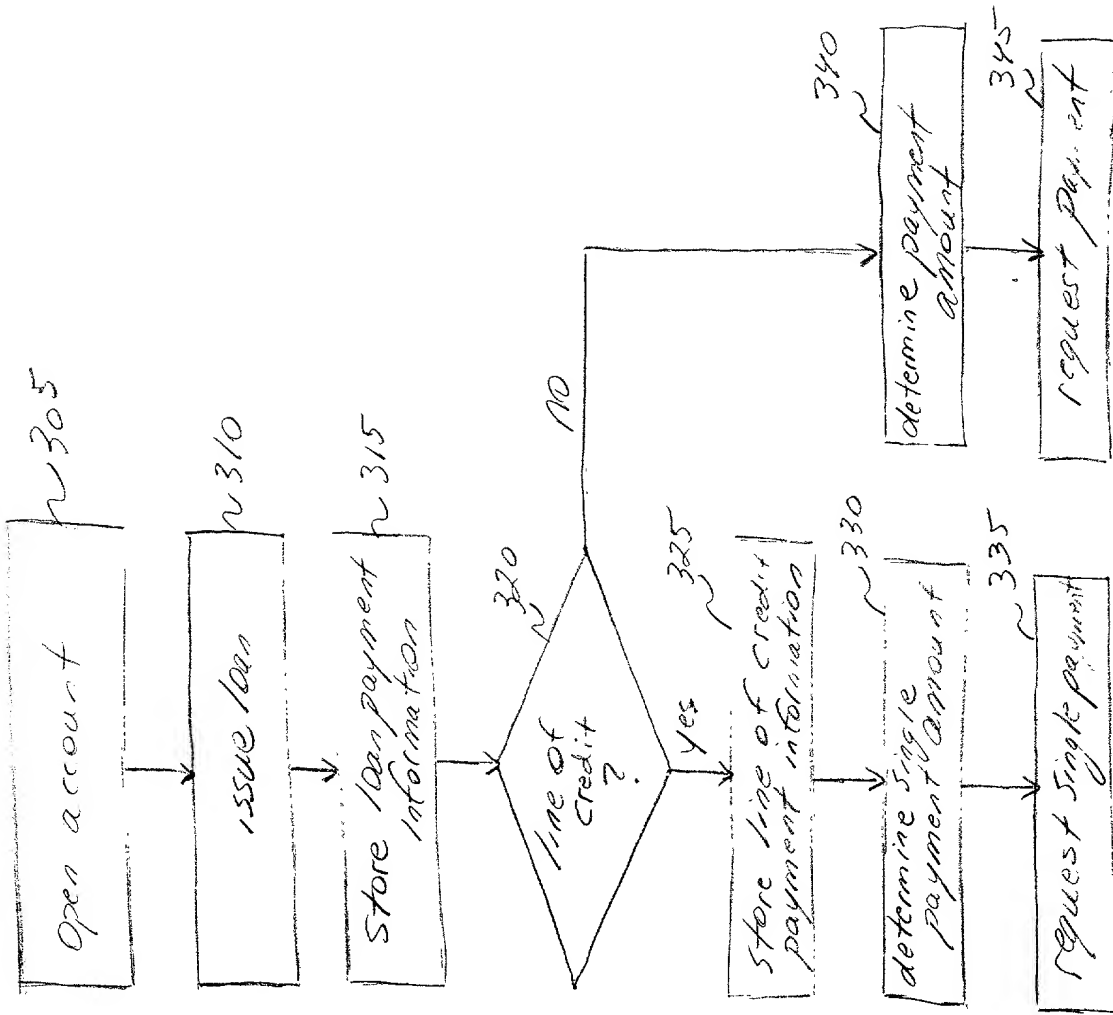 Open account
305
issue loan
310
Store loan payment
information
315
line of
credit
?
320
no
yes
store line of credit
payment information
325
determine single
payment amount
330
request single payment
335
determine payment
amount
340
request payment
345